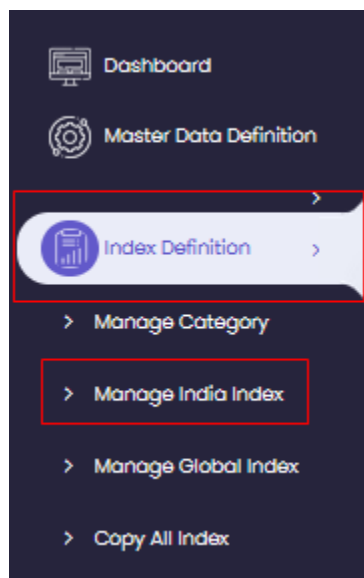 Dashboard
Master Data Definition
Index Definition
Manage Category
Manage India Index
Manage Global Index
Copy All Index